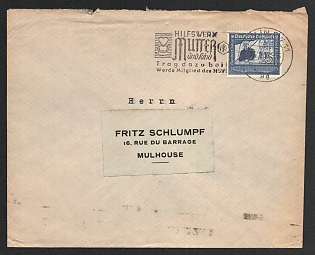 HILFSWERK
MUTTER
und Kind
Trag dazu bei
Werde Mitglied der NSV
Deutsches Reich
Herrn
FRITZ SCHLUMPF
16, RUE DU BARRAGE
MULHOUSE